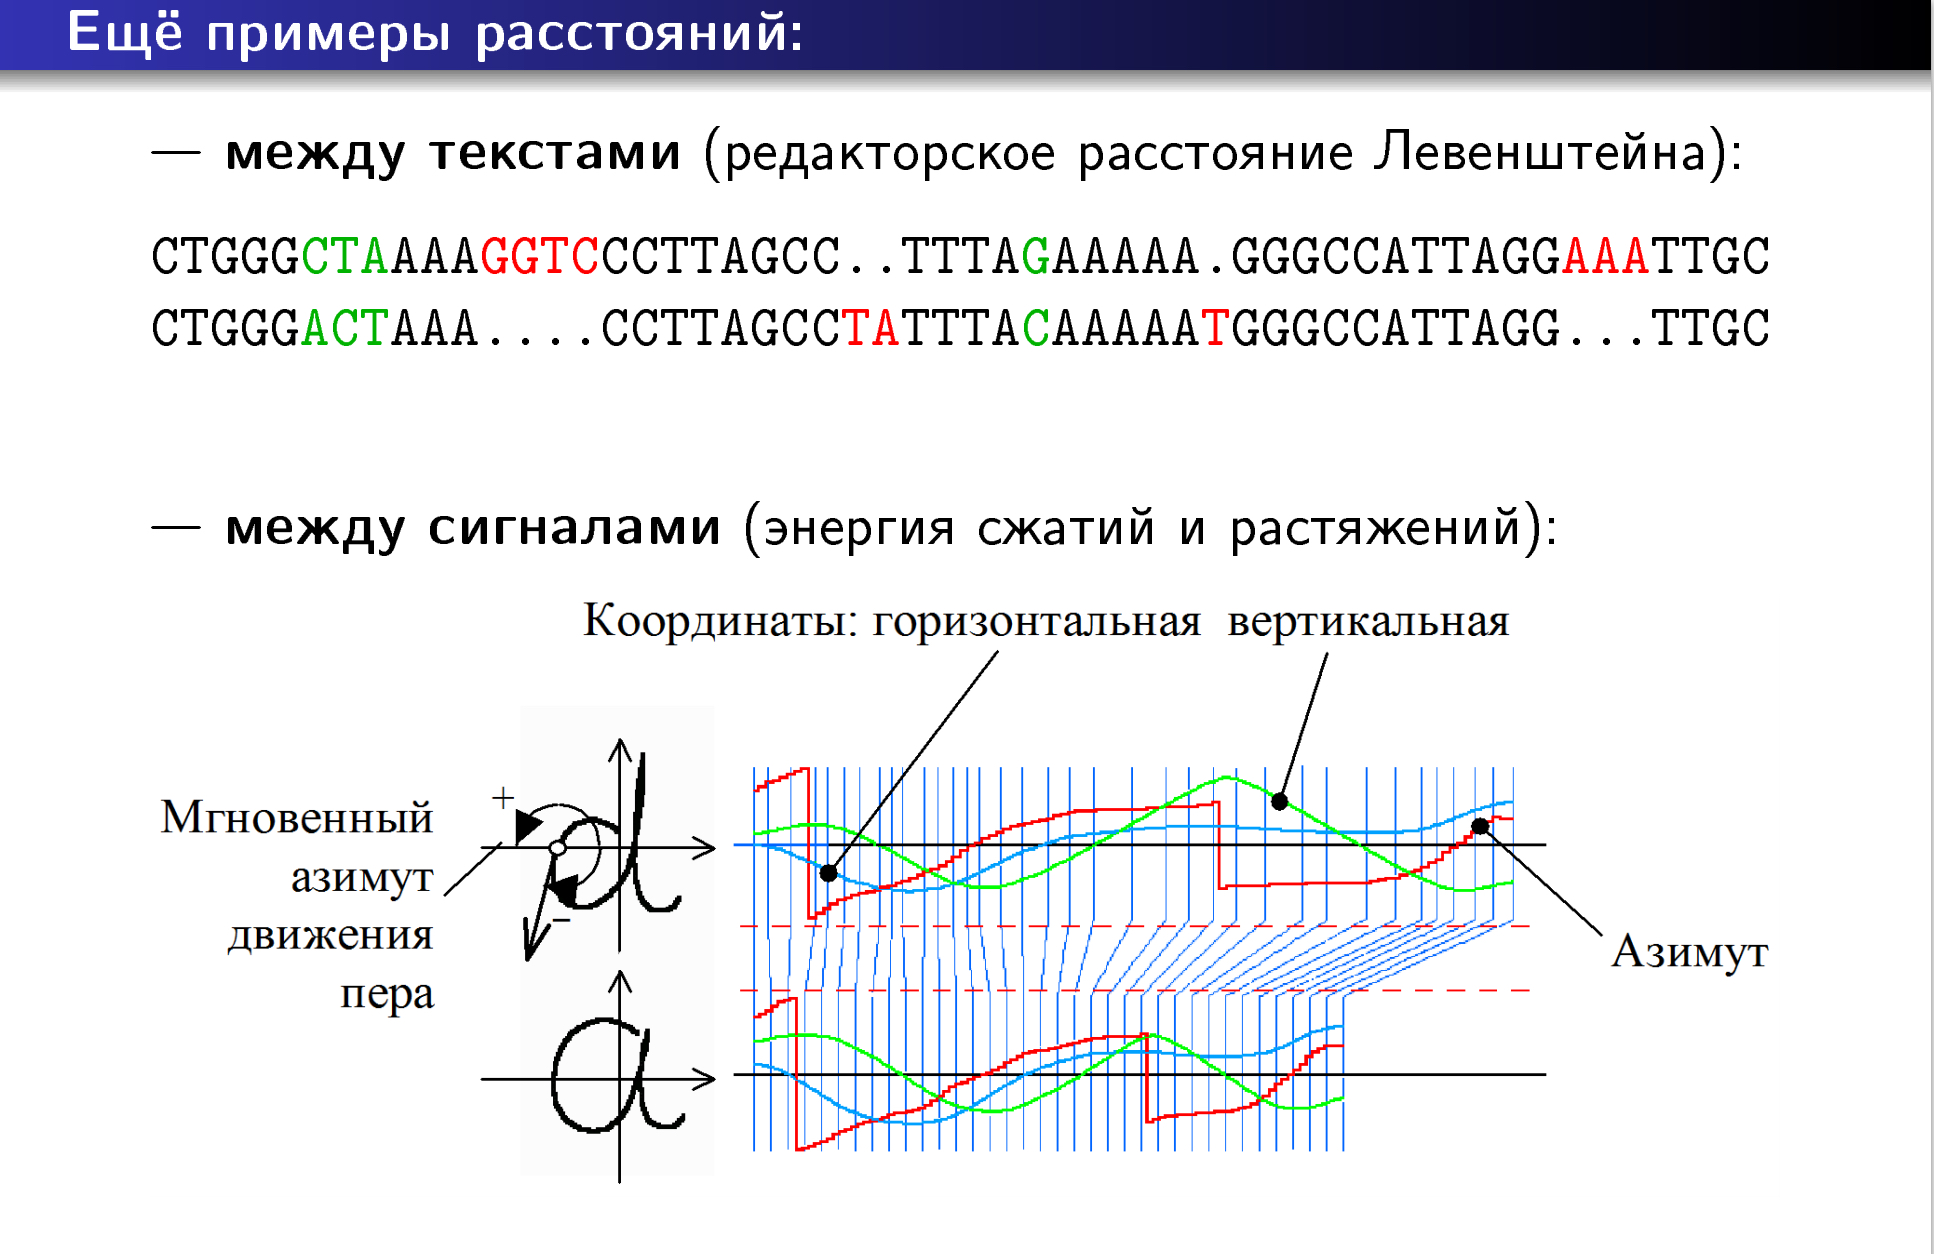 Ещё примеры расстояний:
— между текстами (редакторское расстояние Левенштейна):
CTGGGCTAAAAGGTCCCTTAGCC..TTTAGAAAAA.GGGCCATTAGGAAATTGC
CTGGGACTAAA....CCTTAGCCTATTTACAAAAATGGGCCATTAGG...TTGC
— между сигналами (энергия сжатий и растяжений):
Координаты: горизонтальная вертикальная
+
Мгновенный
азимут
движения
пера
−
Азимут